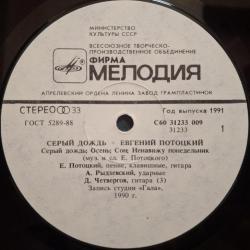 МИНИСТЕРСТВО
КУЛЬТУРЫ СССР
ВСЕСОЮЗНОЕ ТВОРЧЕСКО-
ПРОИЗВОДСТВЕННОЕ ОБЪЕДИНЕНИЕ
ФИРМА
МЕЛОДИЯ
АПРЕЛЕВСКИЙ ОРДЕНА ЛЕНИНА ЗАВОД ГРАМПЛАСТИНОК
СТЕРЕО 33
Год выпуска 1991
ГОСТ 5289-88
С60 31233 009
31233
1
СЕРЫЙ ДОЖДЬ - ЕВГЕНИЙ ПОТОЦКИЙ
Серый дождь; Осень; Сон; Ненавижу понедельник
(муз. и сл. Е. Потоцкого)
Е. Потоцкий, пение, клавишные, гитара
А. Рыдлевский, ударные
Д. Четвергов, гитара (3)
Запись студии «Гала».
1990 г.